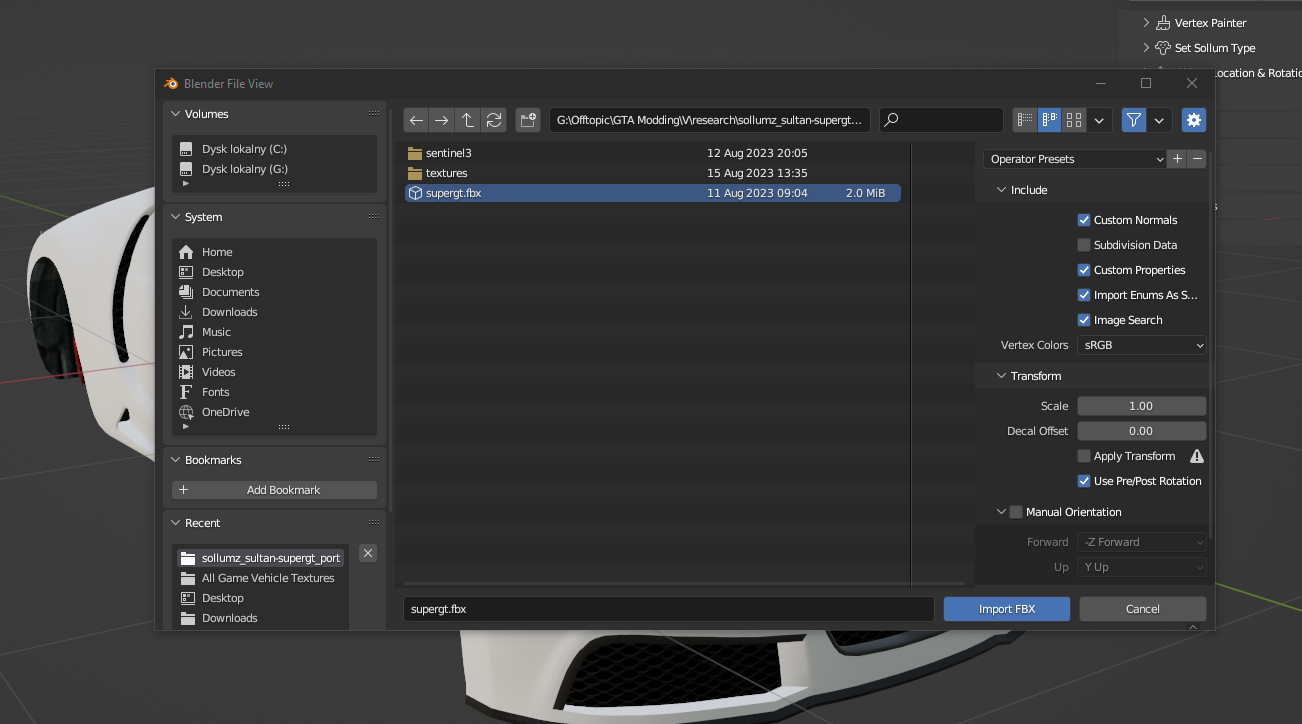 Vertex Painter
Set Sollum Type
ocation & Rotatio
Blender File View
Volumes
Dysk lokalny (C:)
Dysk lokalny (G:)
System
Home
Desktop
Documents
Downloads
Music
Pictures
Videos
Fonts
OneDrive
Bookmarks
Add Bookmark
Recent
sollumz_sultan-supergt_port
All Game Vehicle Textures
Desktop
Downloads
G:\Offtopic\GTA Modding\V\research\sollumz_sultan-supergt...
sentinel3 12 Aug 2023 20:05
textures 15 Aug 2023 13:35
supergt.fbx 11 Aug 2023 09:04 2.0 MiB
Operator Presets
Include
Custom Normals
Subdivision Data
Custom Properties
Import Enums As S...
Image Search
Vertex Colors sRGB
Transform
Scale 1.00
Decal Offset 0.00
Apply Transform
Use Pre/Post Rotation
Manual Orientation
Forward -Z Forward
Up Y Up
supergt.fbx
Import FBX
Cancel